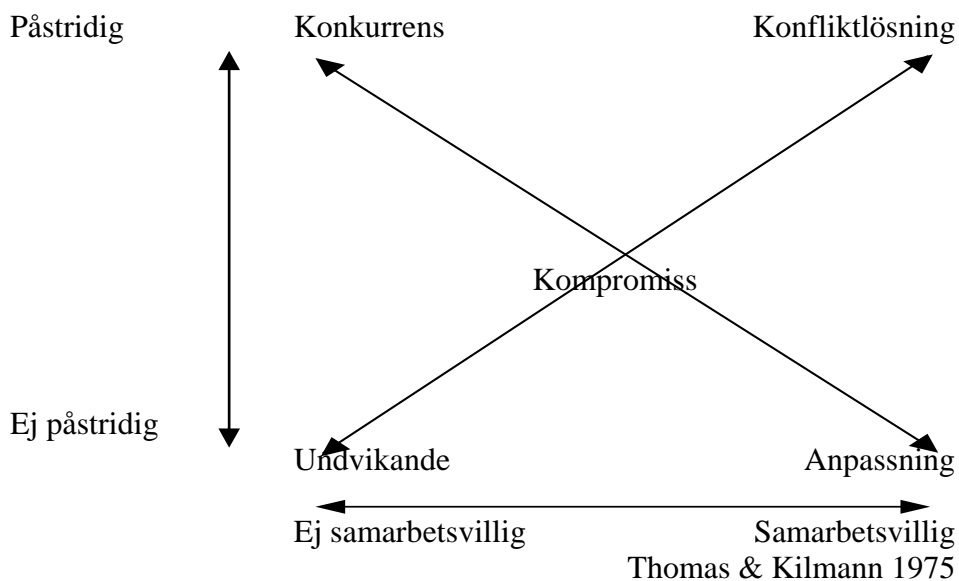 Påstridig Konkurrens Konfliktlösning
Kompromiss
Ej påstridig
Undvikande Anpassning
Ej samarbetsvillig Samarbetsvillig
Thomas & Kilmann 1975